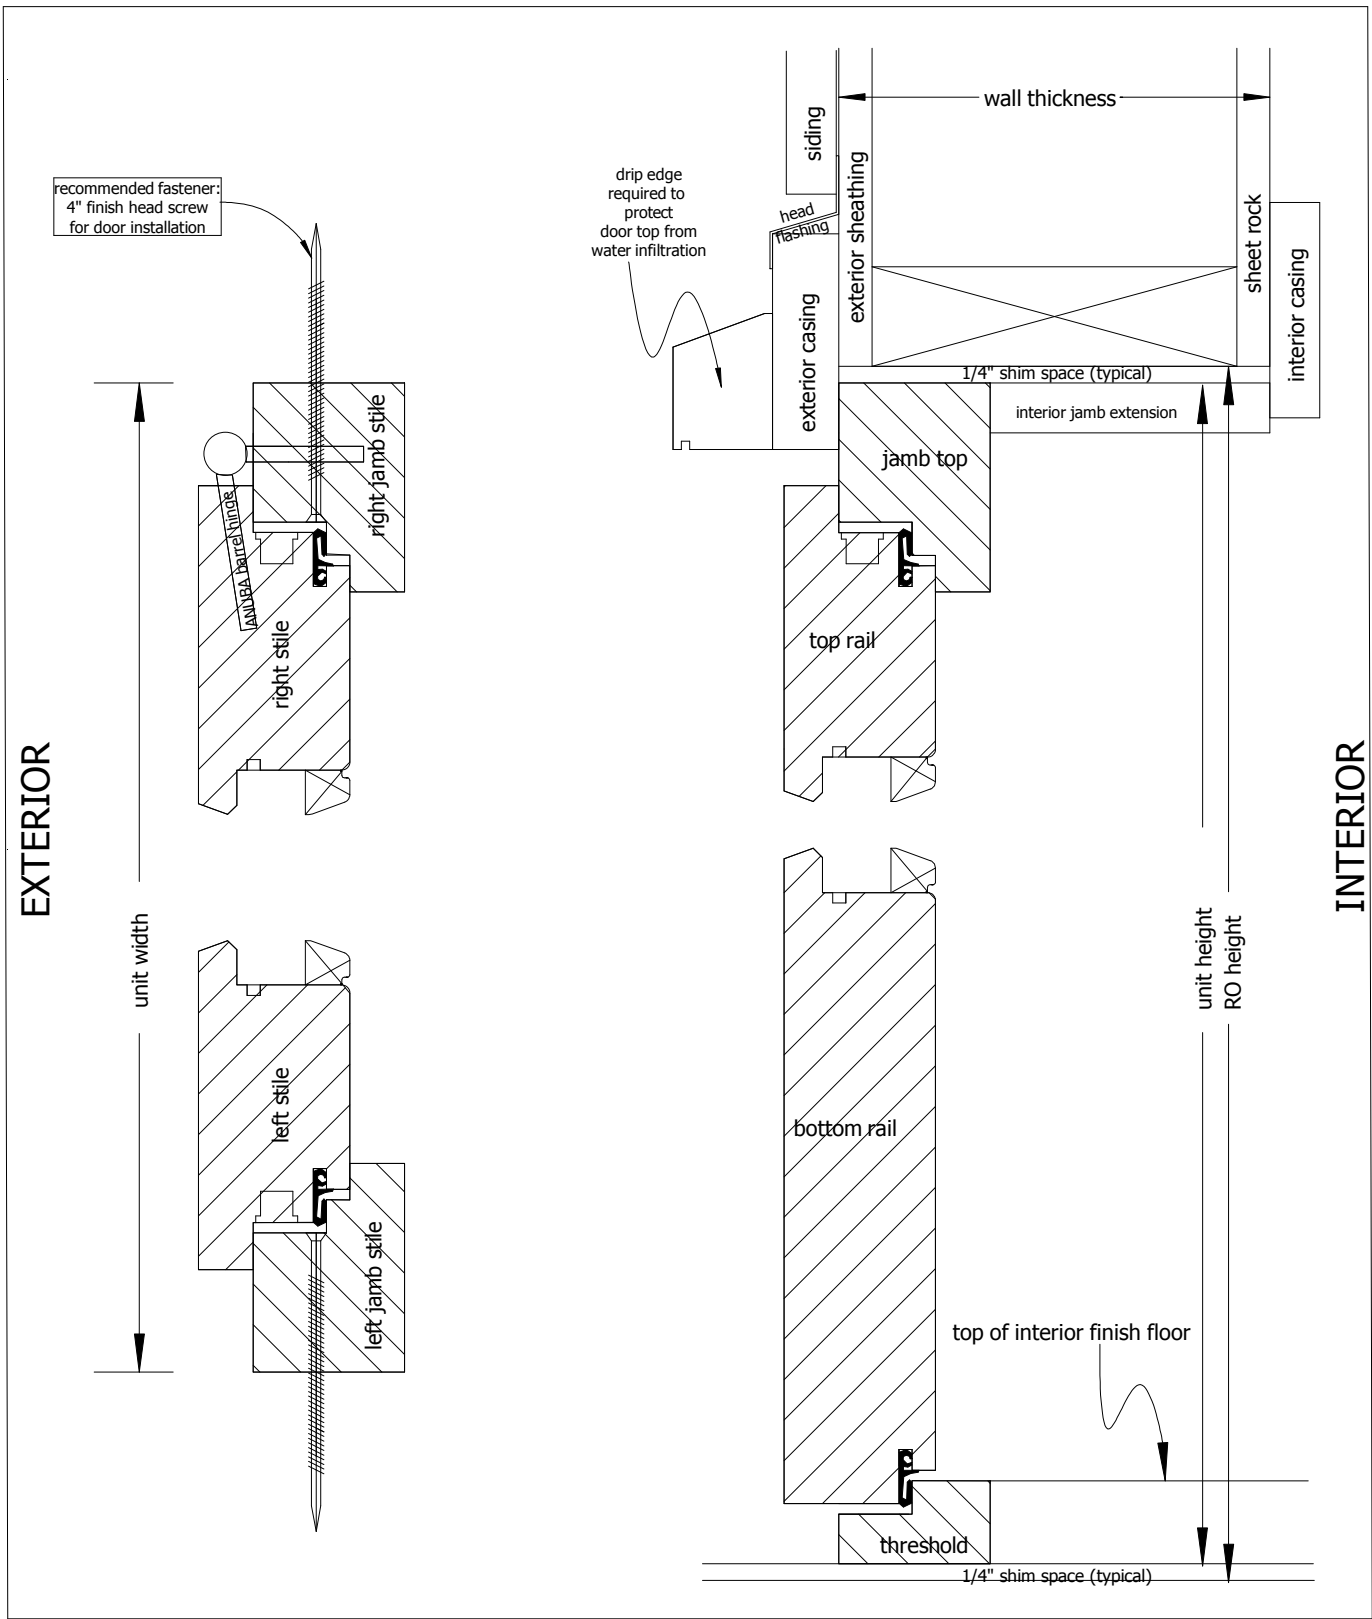 recommended fastener:
4" finish head screw
for door installation
drip edge
required to
protect
door top from
water infiltration
siding
head
flashing
exterior sheathing
exterior casing
wall thickness
sheet rock
interior casing
1/4" shim space (typical)
interior jamb extension
jamb top
right jamb stile
ANUBA barrel hinge
right stile
top rail
EXTERIOR
INTERIOR
unit width
unit height
RO height
left stile
bottom rail
left jamb stile
top of interior finish floor
threshold
1/4" shim space (typical)